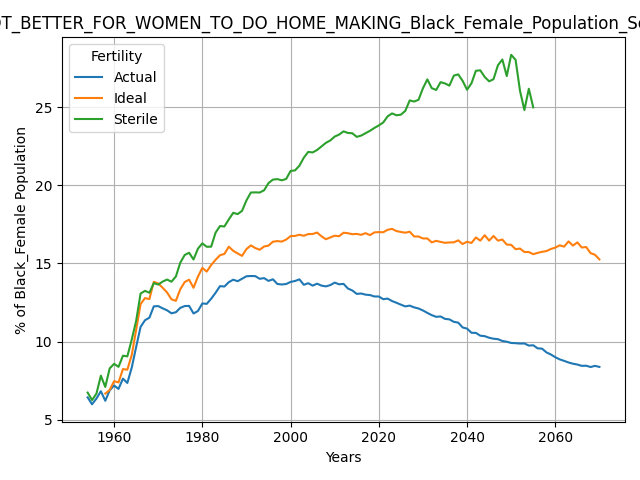 OT_BETTER_FOR_WOMEN_TO_DO_HOME_MAKING_Black_Female_Population_Se
Fertility
Actual
Ideal
Sterile
% of Black_Female Population
25
20
15
10
5
1960 1980 2000 2020 2040 2060
Years